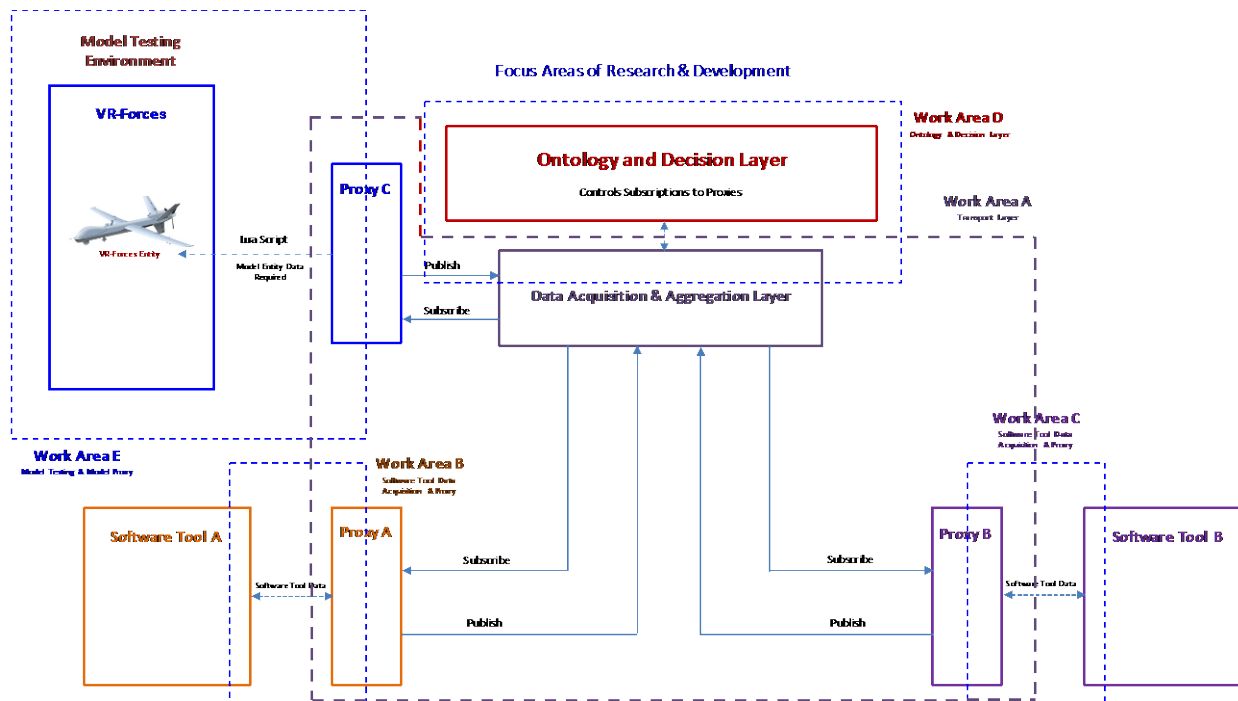 Model Testing
Environment
Focus Areas of Research & Development
VR-Forces
Work Area D
Ontology & Decision Layer
Ontology and Decision Layer
Controls Subscriptions to Proxies
Proxy C
Work Area A
Transport Layer
Lua Script
VR-Forces Entity
Model Entity Data
Required
Publish
Data Acquisition & Aggregation Layer
Subscribe
Work Area C
Software Tool Data
Acquisition & Proxy
Work Area E
Model Testing & Model Proxy
Work Area B
Software Tool Data
Acquisition & Proxy
Software Tool A
Proxy A
Proxy B
Software Tool B
Subscribe
Subscribe
Software Tool Data
Software Tool Data
Publish
Publish